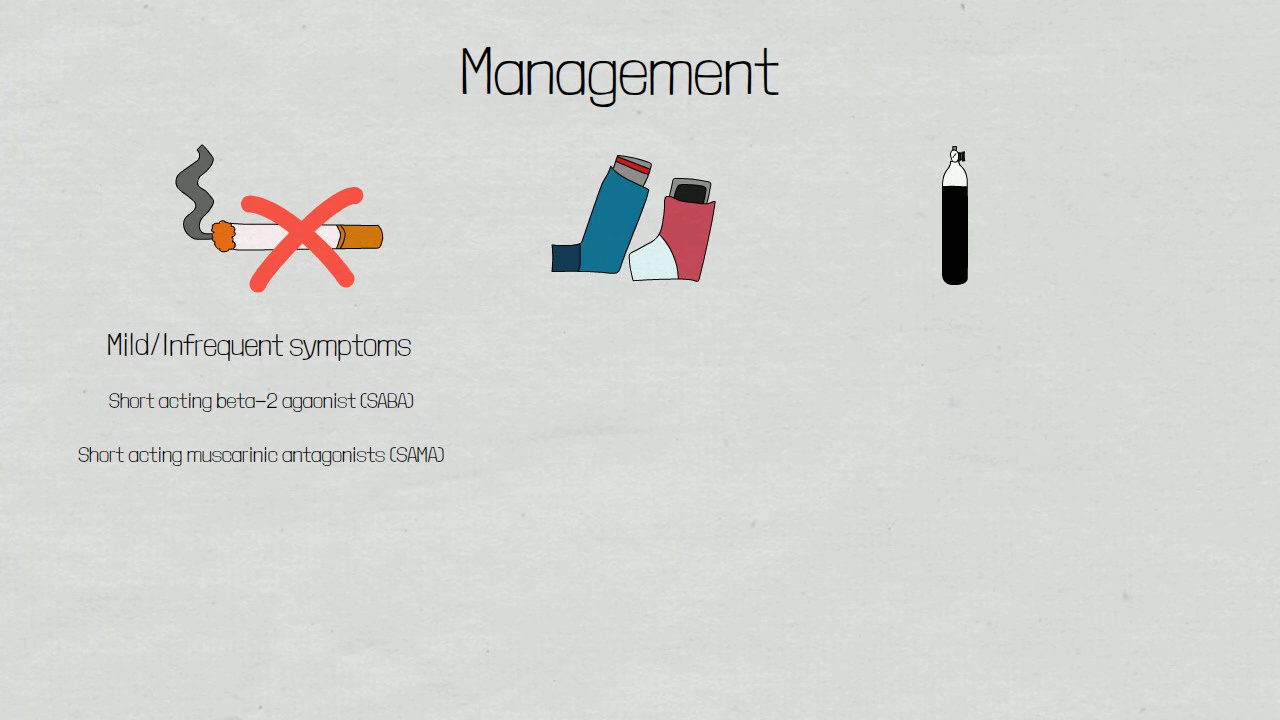 Management
Mild/Infrequent symptoms
Short acting beta-2 agaonist (SABA)
Short acting muscarinic antagonists (SAMA)